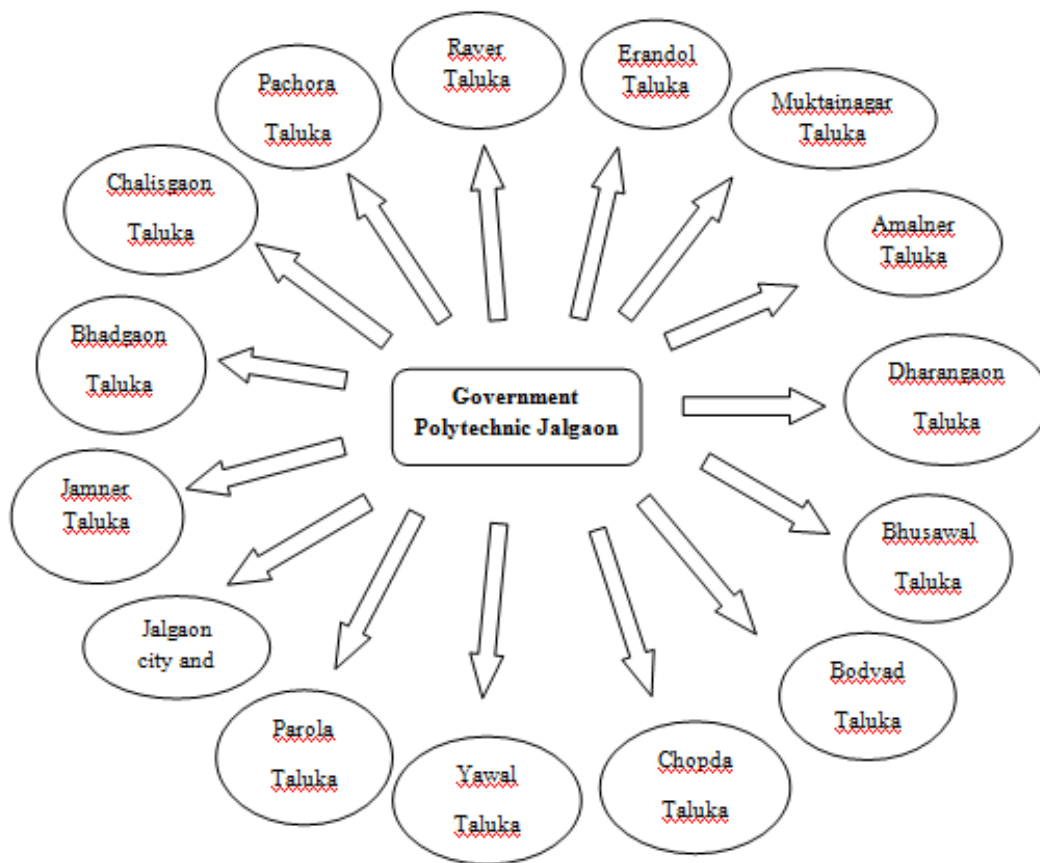 Raver
Taluka
Erandol
Taluka
Pachora
Taluka
Muktainagar
Taluka
Chalisgaon
Taluka
Amalner
Taluka
Bhadgaon
Taluka
Dharangaon
Taluka
Government
Polytechnic Jalgaon
Jamner
Taluka
Bhusawal
Taluka
Jalgaon
city and
Bodvad
Taluka
Parola
Taluka
Yawal
Taluka
Chopda
Taluka